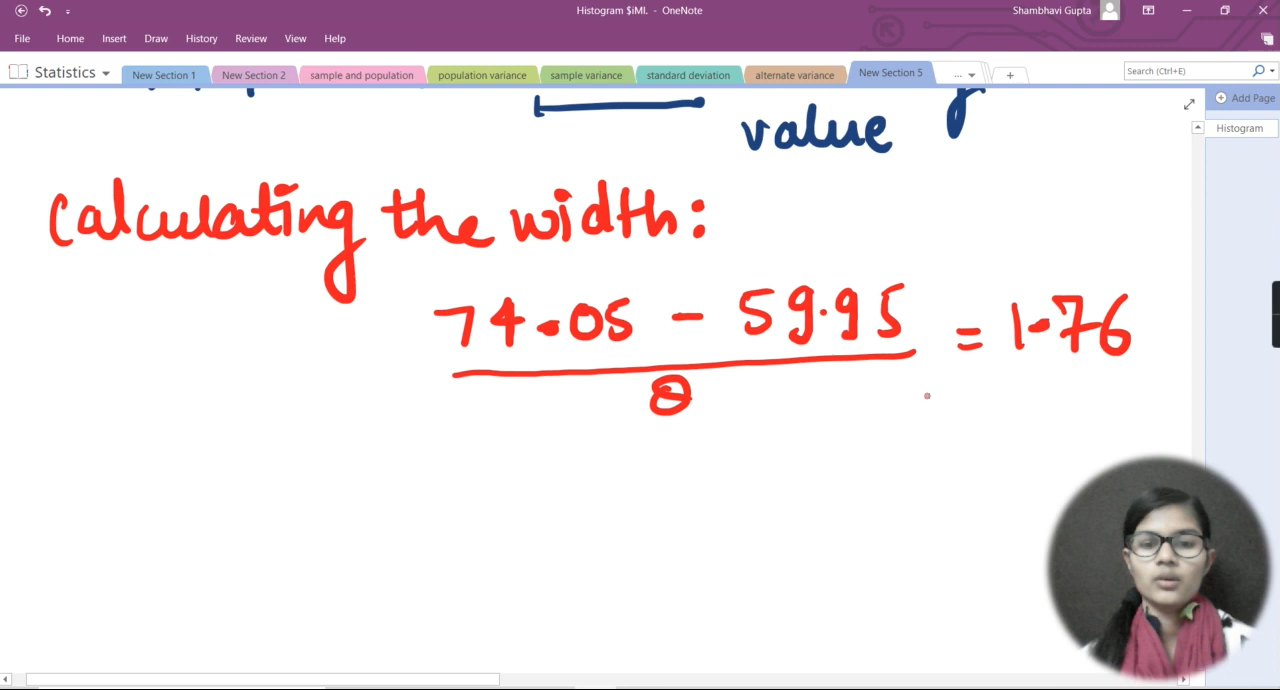 Histogram $iML - OneNote
Shambhavi Gupta
File Home Insert Draw History Review View Help
Statistics New Section 1 New Section 2 sample and population population variance sample variance standard deviation alternate variance New Section 5 ... + Search (Ctrl+E)
Add Page
Histogram
value
Calculating the width:
74.05 - 59.95 = 1.76
8